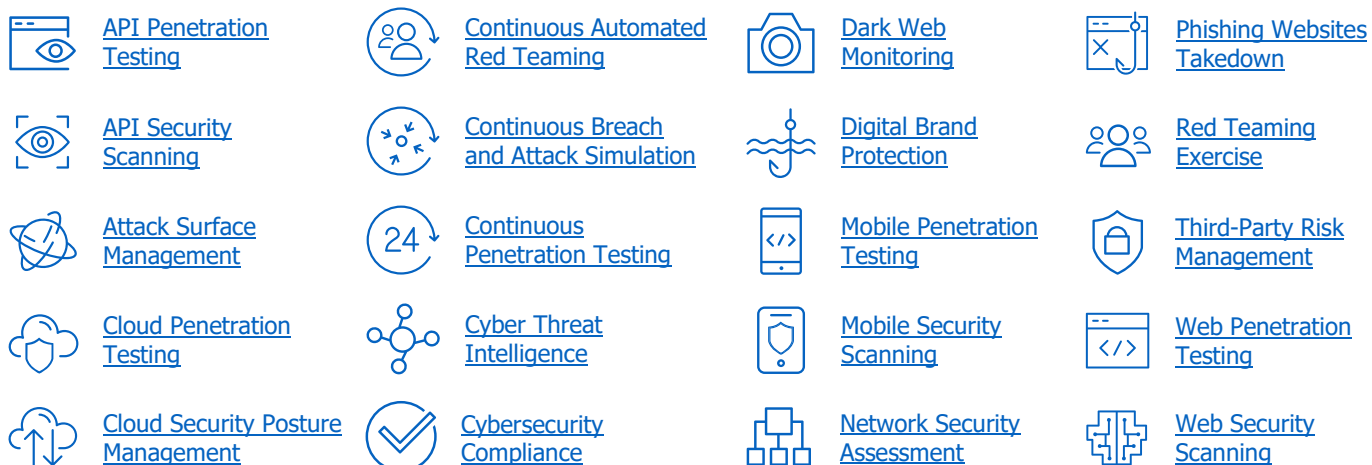 API Penetration
Testing
API Security
Scanning
Attack Surface
Management
Cloud Penetration
Testing
Cloud Security Posture
Management
Continuous Automated
Red Teaming
Continuous Breach
and Attack Simulation
24
Continuous
Penetration Testing
Cyber Threat
Intelligence
Cybersecurity
Compliance
Dark Web
Monitoring
Digital Brand
Protection
</>
Mobile Penetration
Testing
Mobile Security
Scanning
Network Security
Assessment
Phishing Websites
Takedown
Red Teaming
Exercise
Third-Party Risk
Management
</>
Web Penetration
Testing
Web Security
Scanning